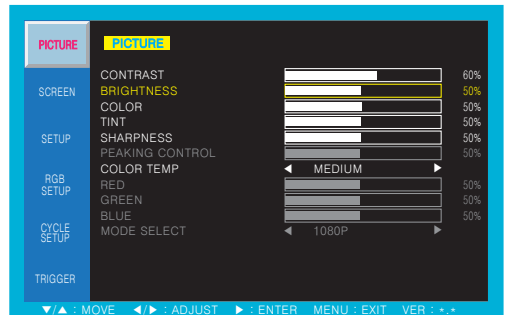 PICTURE
PICTURE
CONTRAST 60%
BRIGHTNESS 50%
SCREEN
COLOR 50%
TINT 50%
SETUP
SHARPNESS 50%
PEAKING CONTROL 50%
COLOR TEMP ◀ MEDIUM ▶
RGB
SETUP
RED 50%
GREEN 50%
BLUE 50%
CYCLE
SETUP
MODE SELECT ◀ 1080P ▶
TRIGGER
▼/▲ : MOVE ◀/▶ : ADJUST ▶ : ENTER MENU : EXIT VER : *.*